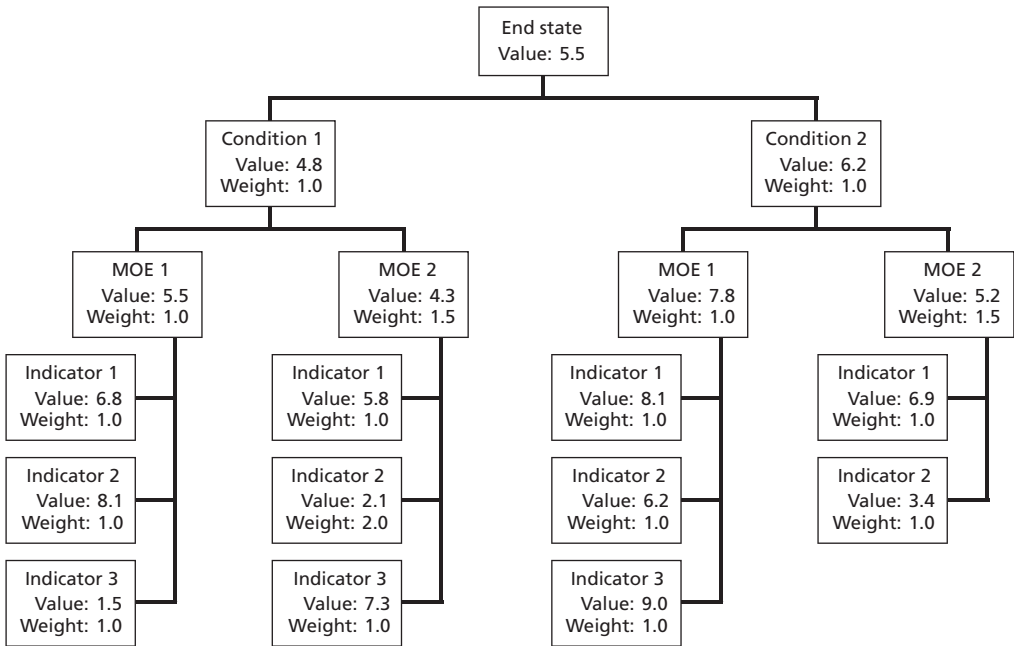 End state
Value: 5.5
Condition 1
Value: 4.8
Weight: 1.0
Condition 2
Value: 6.2
Weight: 1.0
MOE 1
Value: 5.5
Weight: 1.0
MOE 2
Value: 4.3
Weight: 1.5
MOE 1
Value: 7.8
Weight: 1.0
MOE 2
Value: 5.2
Weight: 1.5
Indicator 1
Value: 6.8
Weight: 1.0
Indicator 2
Value: 8.1
Weight: 1.0
Indicator 3
Value: 1.5
Weight: 1.0
Indicator 1
Value: 5.8
Weight: 1.0
Indicator 2
Value: 2.1
Weight: 2.0
Indicator 3
Value: 7.3
Weight: 1.0
Indicator 1
Value: 8.1
Weight: 1.0
Indicator 2
Value: 6.2
Weight: 1.0
Indicator 3
Value: 9.0
Weight: 1.0
Indicator 1
Value: 6.9
Weight: 1.0
Indicator 2
Value: 3.4
Weight: 1.0